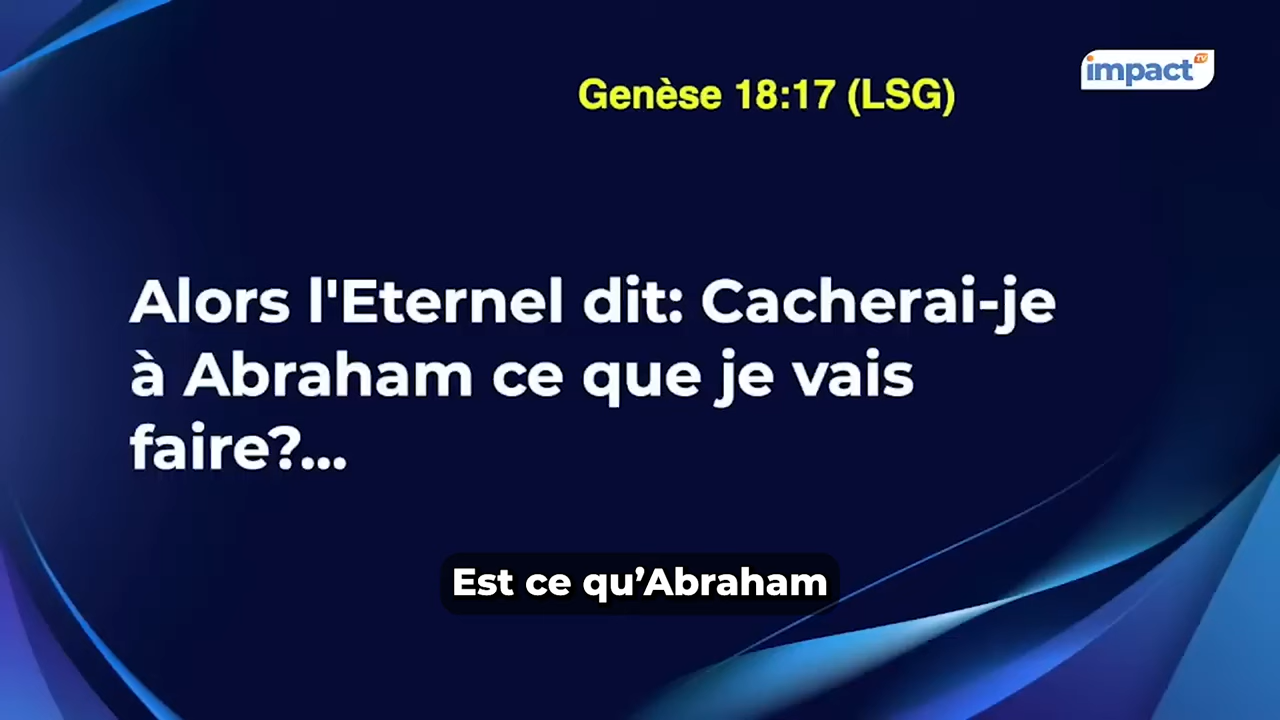 impact TV
Genèse 18:17 (LSG)
Alors l'Eternel dit: Cacherai-je
à Abraham ce que je vais
faire?...
Est ce qu’Abraham